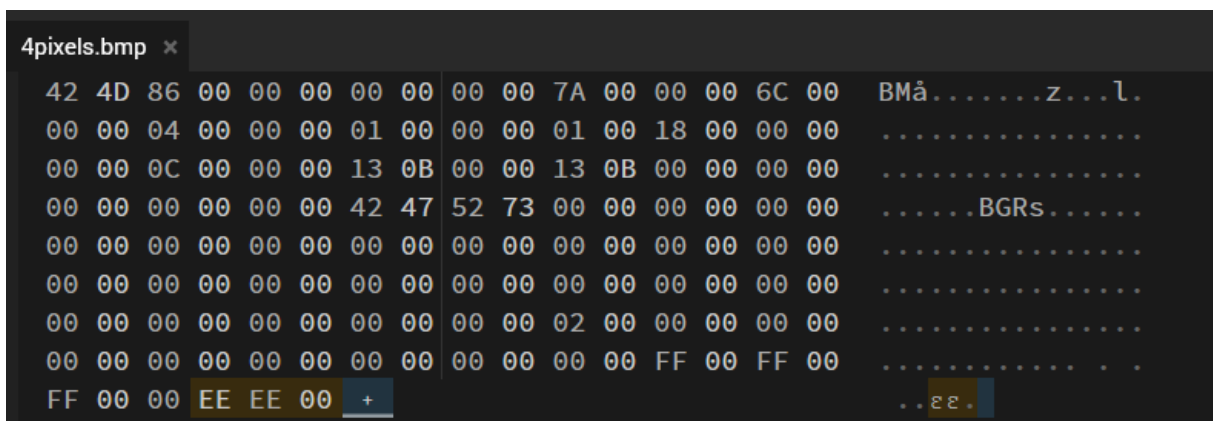 4pixels.bmp ×
42 4D 86 00 00 00 00 00 00 00 7A 00 00 00 6C 00 BMå.......z...l.
00 00 04 00 00 00 01 00 00 00 01 00 18 00 00 00 ................
00 00 0C 00 00 00 13 0B 00 00 13 0B 00 00 00 00 ................
00 00 00 00 00 00 42 47 52 73 00 00 00 00 00 00 ......BGRs......
00 00 00 00 00 00 00 00 00 00 00 00 00 00 00 00 ................
00 00 00 00 00 00 00 00 00 00 00 00 00 00 00 00 ................
00 00 00 00 00 00 00 00 00 00 02 00 00 00 00 00 ................
00 00 00 00 00 00 00 00 00 00 00 00 FF 00 FF 00 ............ . .
FF 00 00 EE EE 00 + ..εε.